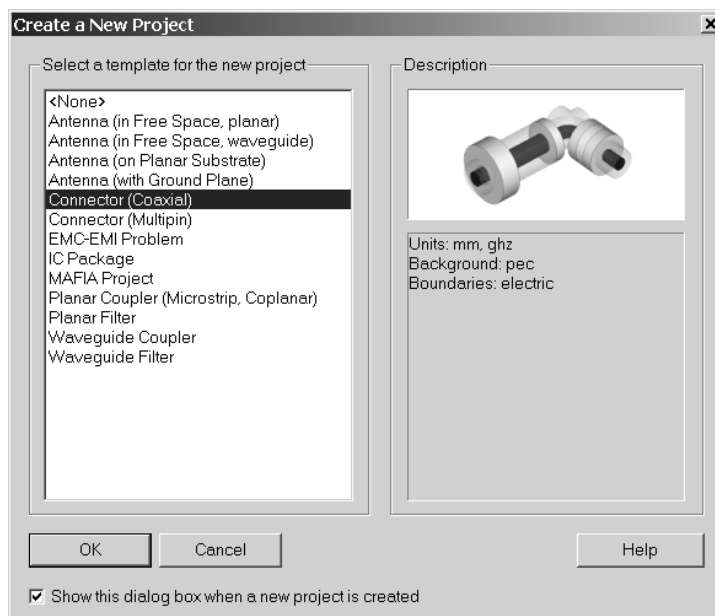 Create a New Project
Select a template for the new project
<None>
Antenna (in Free Space, planar)
Antenna (in Free Space, waveguide)
Antenna (on Planar Substrate)
Antenna (with Ground Plane)
Connector (Coaxial)
Connector (Multipin)
EMC-EMI Problem
IC Package
MAFIA Project
Planar Coupler (Microstrip, Coplanar)
Planar Filter
Waveguide Coupler
Waveguide Filter
Description
Units: mm, ghz
Background: pec
Boundaries: electric
OK
Cancel
Help
Show this dialog box when a new project is created